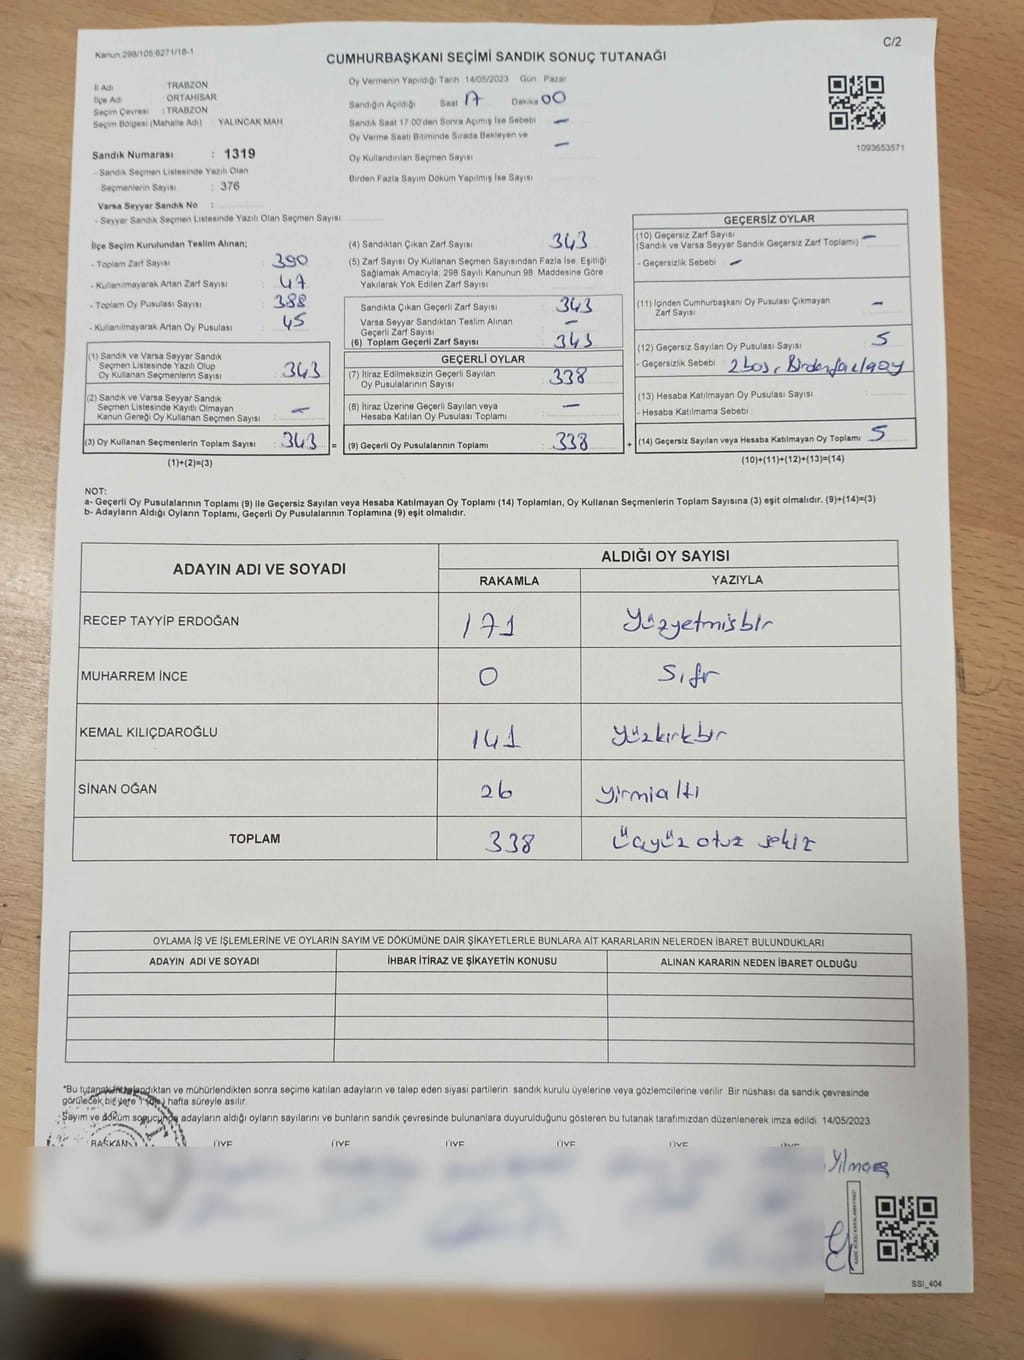 Kanun 298/105,6271/18-1
C/2
CUMHURBAŞKANI SEÇİMİ SANDIK SONUÇ TUTANAĞI
İl Adı : TRABZON
İlçe Adı : ORTAHİSAR
Seçim Çevresi : TRABZON
Seçim Bölgesi (Mahalle Adı) : YALINCAK MAH
Oy Vermenin Yapıldığı Tarih 14/05/2023 Gün Pazar
Sandığın Açıldığı Saat 17 Dakika 00
Sandık Saat 17:00'den Sonra Açılmış İse Sebebi —
Oy Verme Saati Bitiminde Sırada Bekleyen ve
Oy Kullandırılan Seçmen Sayısı —
Birden Fazla Sayım Döküm Yapılmış İse Sayısı
1093653571
Sandık Numarası : 1319
- Sandık Seçmen Listesinde Yazılı Olan
Seçmenlerin Sayısı : 376
Varsa Seyyar Sandık No :
- Seyyar Sandık Seçmen Listesinde Yazılı Olan Seçmen Sayısı
İlçe Seçim Kurulundan Teslim Alınan;
- Toplam Zarf Sayısı : 390
- Kullanılmayarak Artan Zarf Sayısı : 47
- Toplam Oy Pusulası Sayısı : 388
- Kullanılmayarak Artan Oy Pusulası : 45
(1) Sandık ve Varsa Seyyar Sandık
Seçmen Listesinde Yazılı Olup
Oy Kullanan Seçmenlerin Sayısı : 343
(2) Sandık ve Varsa Seyyar Sandık
Seçmen Listesinde Kayıtlı Olmayan
Kanun Gereği Oy Kullanan Seçmen Sayısı : —
(3) Oy Kullanan Seçmenlerin Toplam Sayısı : 343 =
(1)+(2)=(3)
(4) Sandıktan Çıkan Zarf Sayısı : 343
(5) Zarf Sayısı Oy Kullanan Seçmen Sayısından Fazla İse, Eşitliği
Sağlamak Amacıyla; 298 Sayılı Kanunun 98. Maddesine Göre
Yakılarak Yok Edilen Zarf Sayısı :
Sandıkta Çıkan Geçerli Zarf Sayısı : 343
Varsa Seyyar Sandıktan Teslim Alınan
Geçerli Zarf Sayısı : —
(6) Toplam Geçerli Zarf Sayısı : 343
GEÇERLİ OYLAR
(7) İtiraz Edilmeksizin Geçerli Sayılan
Oy Pusulalarının Sayısı : 338
(8) İtiraz Üzerine Geçerli Sayılan veya
Hesaba Katılan Oy Pusulası Toplamı : —
(9) Geçerli Oy Pusulalarının Toplamı : 338 +
GEÇERSİZ OYLAR
(10) Geçersiz Zarf Sayısı
(Sandık ve Varsa Seyyar Sandık Geçersiz Zarf Toplamı) : —
- Geçersizlik Sebebi : —
(11) İçinden Cumhurbaşkanı Oy Pusulası Çıkmayan
Zarf Sayısı : —
(12) Geçersiz Sayılan Oy Pusulası Sayısı : 5
- Geçersizlik Sebebi : 2 boş, Birden fazla oy
(13) Hesaba Katılmayan Oy Pusulası Sayısı :
- Hesaba Katılmama Sebebi :
(14) Geçersiz Sayılan veya Hesaba Katılmayan Oy Toplamı : 5
(10)+(11)+(12)+(13)=(14)
NOT:
a- Geçerli Oy Pusulalarının Toplamı (9) ile Geçersiz Sayılan veya Hesaba Katılmayan Oy Toplamı (14) Toplamları, Oy Kullanan Seçmenlerin Toplam Sayısına (3) eşit olmalıdır. (9)+(14)=(3)
b- Adayların Aldığı Oyların Toplamı, Geçerli Oy Pusulalarının Toplamına (9) eşit olmalıdır.
ADAYIN ADI VE SOYADI ALDIĞI OY SAYISI
RAKAMLA YAZIYLA
RECEP TAYYİP ERDOĞAN 171 Yüzyetmişbir
MUHARREM İNCE 0 Sıfır
KEMAL KILIÇDAROĞLU 141 Yüzkırkbir
SİNAN OĞAN 26 Yirmialtı
TOPLAM 338 Üçyüz otuz sekiz
OYLAMA İŞ VE İŞLEMLERİNE VE OYLARIN SAYIM VE DÖKÜMÜNE DAİR ŞİKAYETLERLE BUNLARA AİT KARARLARIN NELERDEN İBARET BULUNDUKLARI
ADAYIN ADI VE SOYADI İHBAR İTİRAZ VE ŞİKAYETİN KONUSU ALINAN KARARIN NEDEN İBARET OLDUĞU
"Bu tutanak imzalandıktan ve mühürlendikten sonra seçime katılan adayların ve talep eden siyasi partilerin sandık kurulu üyelerine veya gözlemcilerine verilir. Bir nüshası da sandık çevresinde
görülecek bir yere 1 (bir) hafta süreyle asılır.
Sayım ve döküm sonucunda adayların aldığı oyların sayılarını ve bunların sandık çevresinde bulunanlara duyurulduğunu gösteren bu tutanak tarafımızdan düzenlenerek imza edildi. 14/05/2023
BAŞKAN ÜYE ÜYE ÜYE ÜYE ÜYE ÜYE
Yılmaz
SSI_404